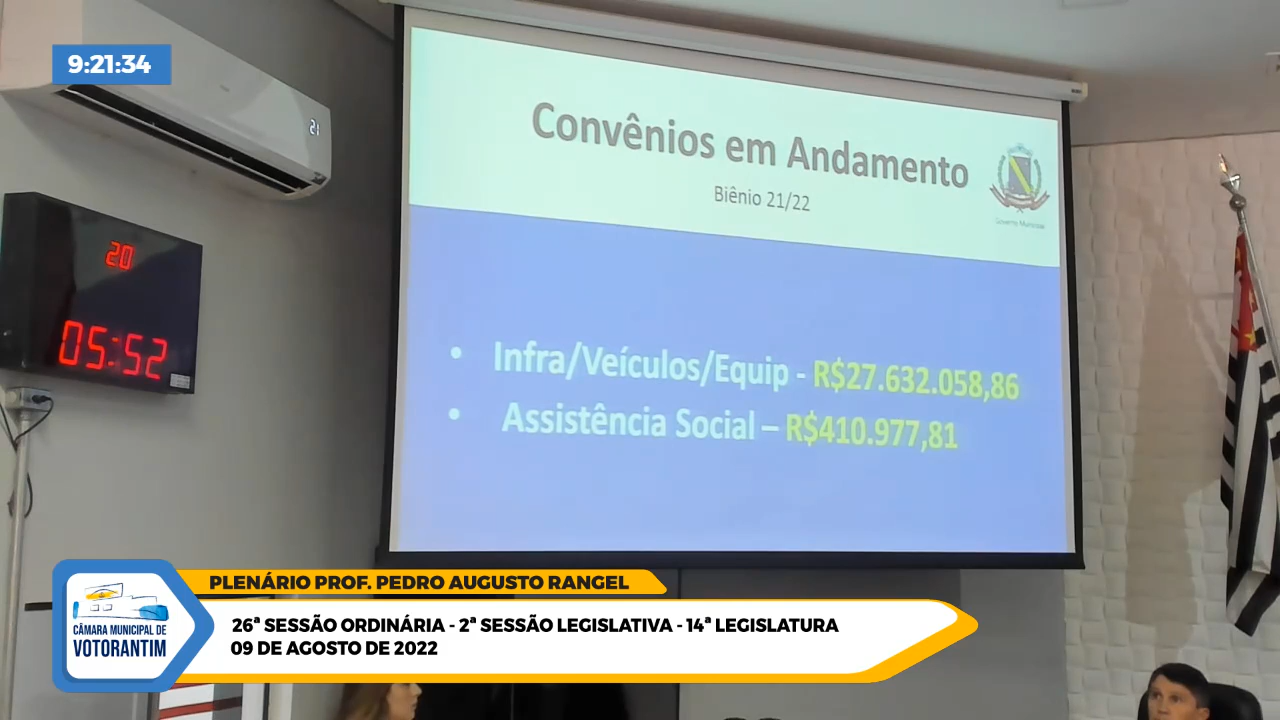 9:21:34
21
20
05:52
Convênios em Andamento
Biênio 21/22
Governo Municipal
• Infra/Veículos/Equip - R$27.632.058,86
• Assistência Social – R$410.977,81
PLENÁRIO PROF. PEDRO AUGUSTO RANGEL
26ª SESSÃO ORDINÁRIA - 2ª SESSÃO LEGISLATIVA - 14ª LEGISLATURA
09 DE AGOSTO DE 2022
CÂMARA MUNICIPAL DE
VOTORANTIM